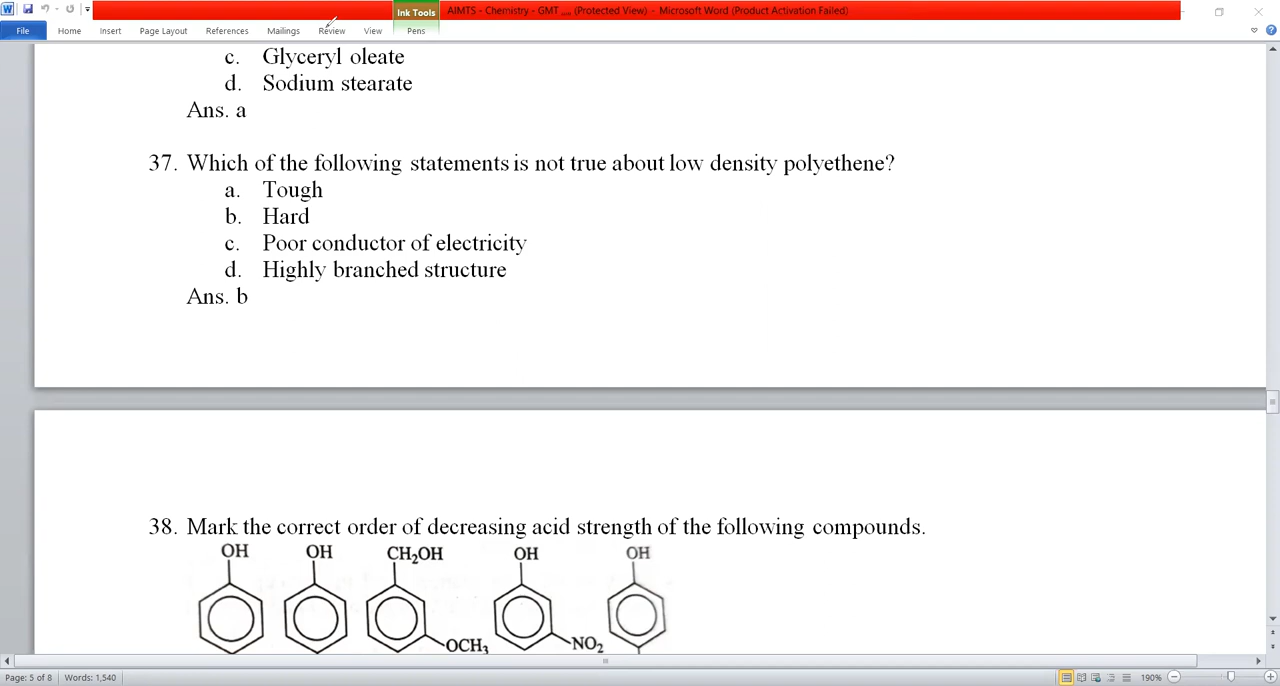 Ink Tools
AIMTS - Chemistry - GMT (Protected View) - Microsoft Word (Product Activation Failed)
File Home Insert Page Layout References Mailings Review View Pens
c. Glyceryl oleate
d. Sodium stearate
Ans. a
37. Which of the following statements is not true about low density polyethene?
a. Tough
b. Hard
c. Poor conductor of electricity
d. Highly branched structure
Ans. b
38. Mark the correct order of decreasing acid strength of the following compounds.
OH OH CH₂OH OH OH
OCH₃ NO₂
Page: 5 of 8 Words: 1,540 190%